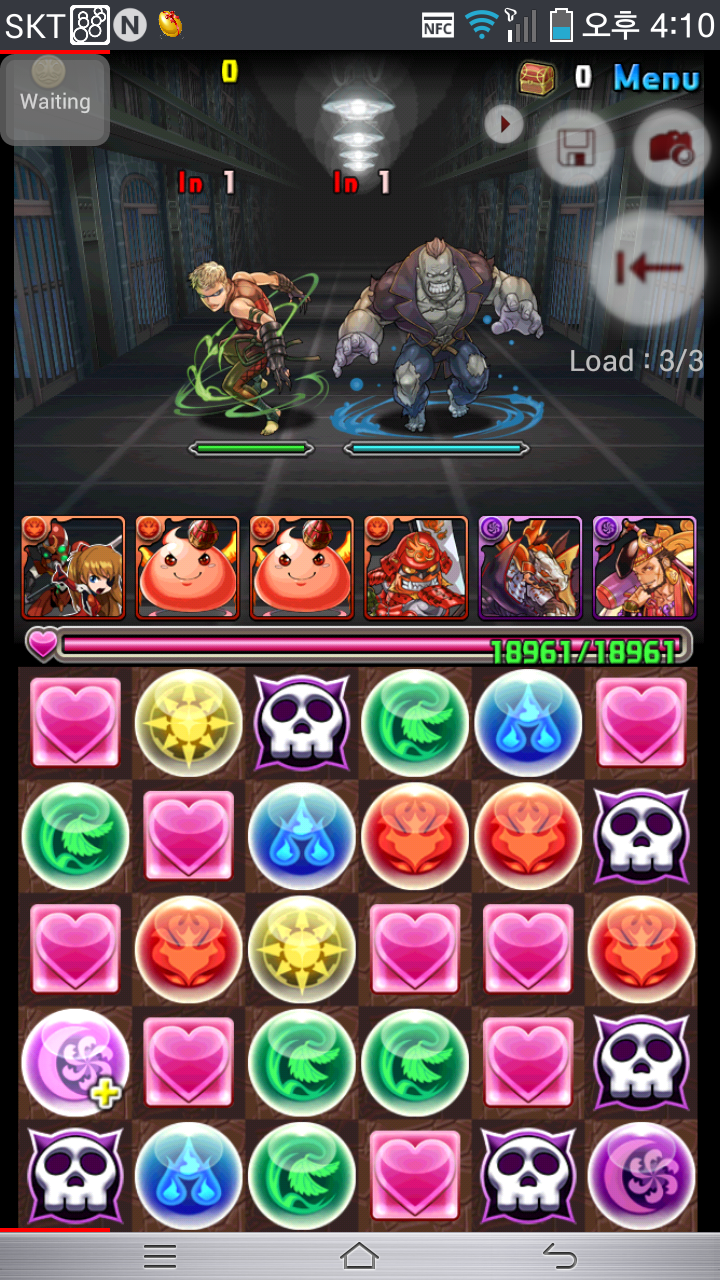 SKT 88 N NFC 오후 4:10
Waiting
0
0 Menu
In 1
In 1
Load : 3/3
18961/18961